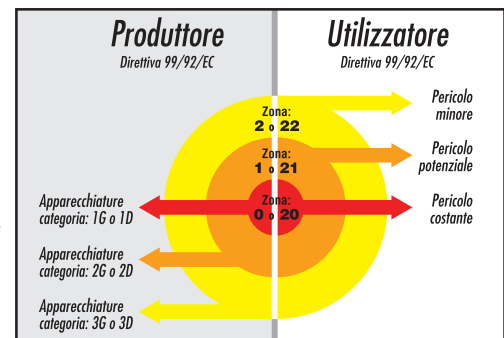 Produttore
Direttiva 99/92/EC
Utilizzatore
Direttiva 99/92/EC
Zona:
2 o 22
Zona:
1 o 21
Zona:
0 o 20
Pericolo
minore
Pericolo
potenziale
Pericolo
costante
Apparecchiature
categoria: 1G o 1D
Apparecchiature
categoria: 2G o 2D
Apparecchiature
categoria: 3G o 3D